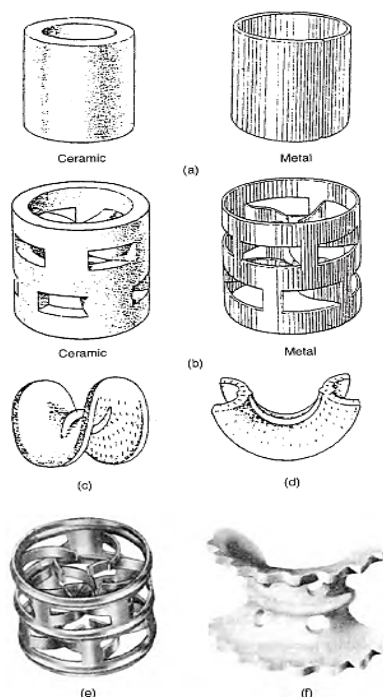 Ceramic Metal
(a)
Ceramic Metal
(b)
(c) (d)
(e) (f)